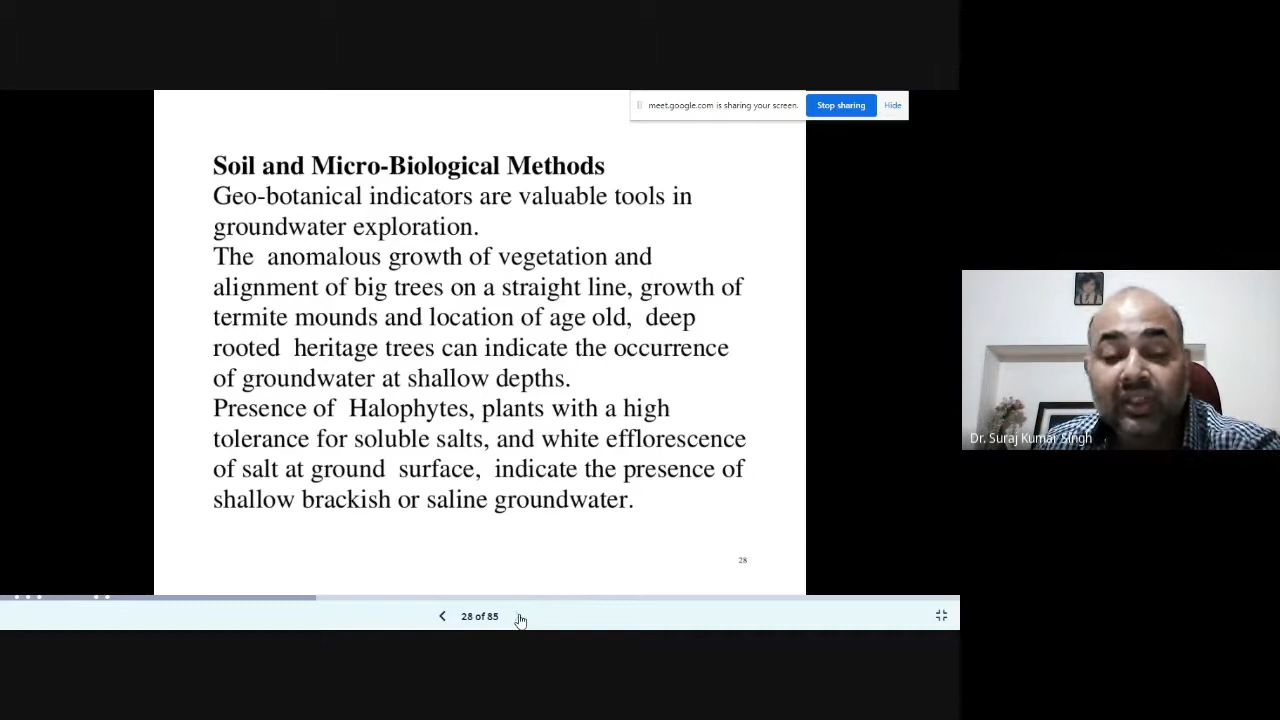 meet.google.com is sharing your screen.
Stop sharing
Hide
Soil and Micro-Biological Methods
Geo-botanical indicators are valuable tools in
groundwater exploration.
The anomalous growth of vegetation and
alignment of big trees on a straight line, growth of
termite mounds and location of age old, deep
rooted heritage trees can indicate the occurrence
of groundwater at shallow depths.
Presence of Halophytes, plants with a high
tolerance for soluble salts, and white efflorescence
of salt at ground surface, indicate the presence of
shallow brackish or saline groundwater.
28
28 of 85
Dr. Suraj Kumar Singh